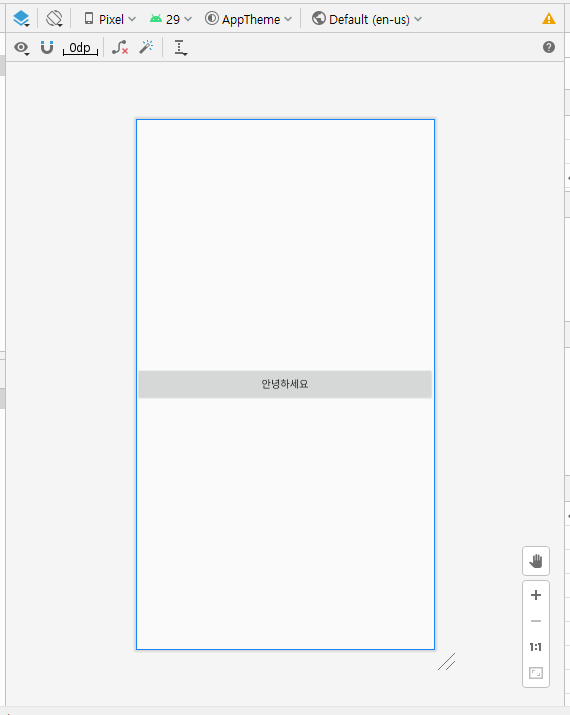 Pixel 29 AppTheme Default (en-us)
0dp
안녕하세요
1:1